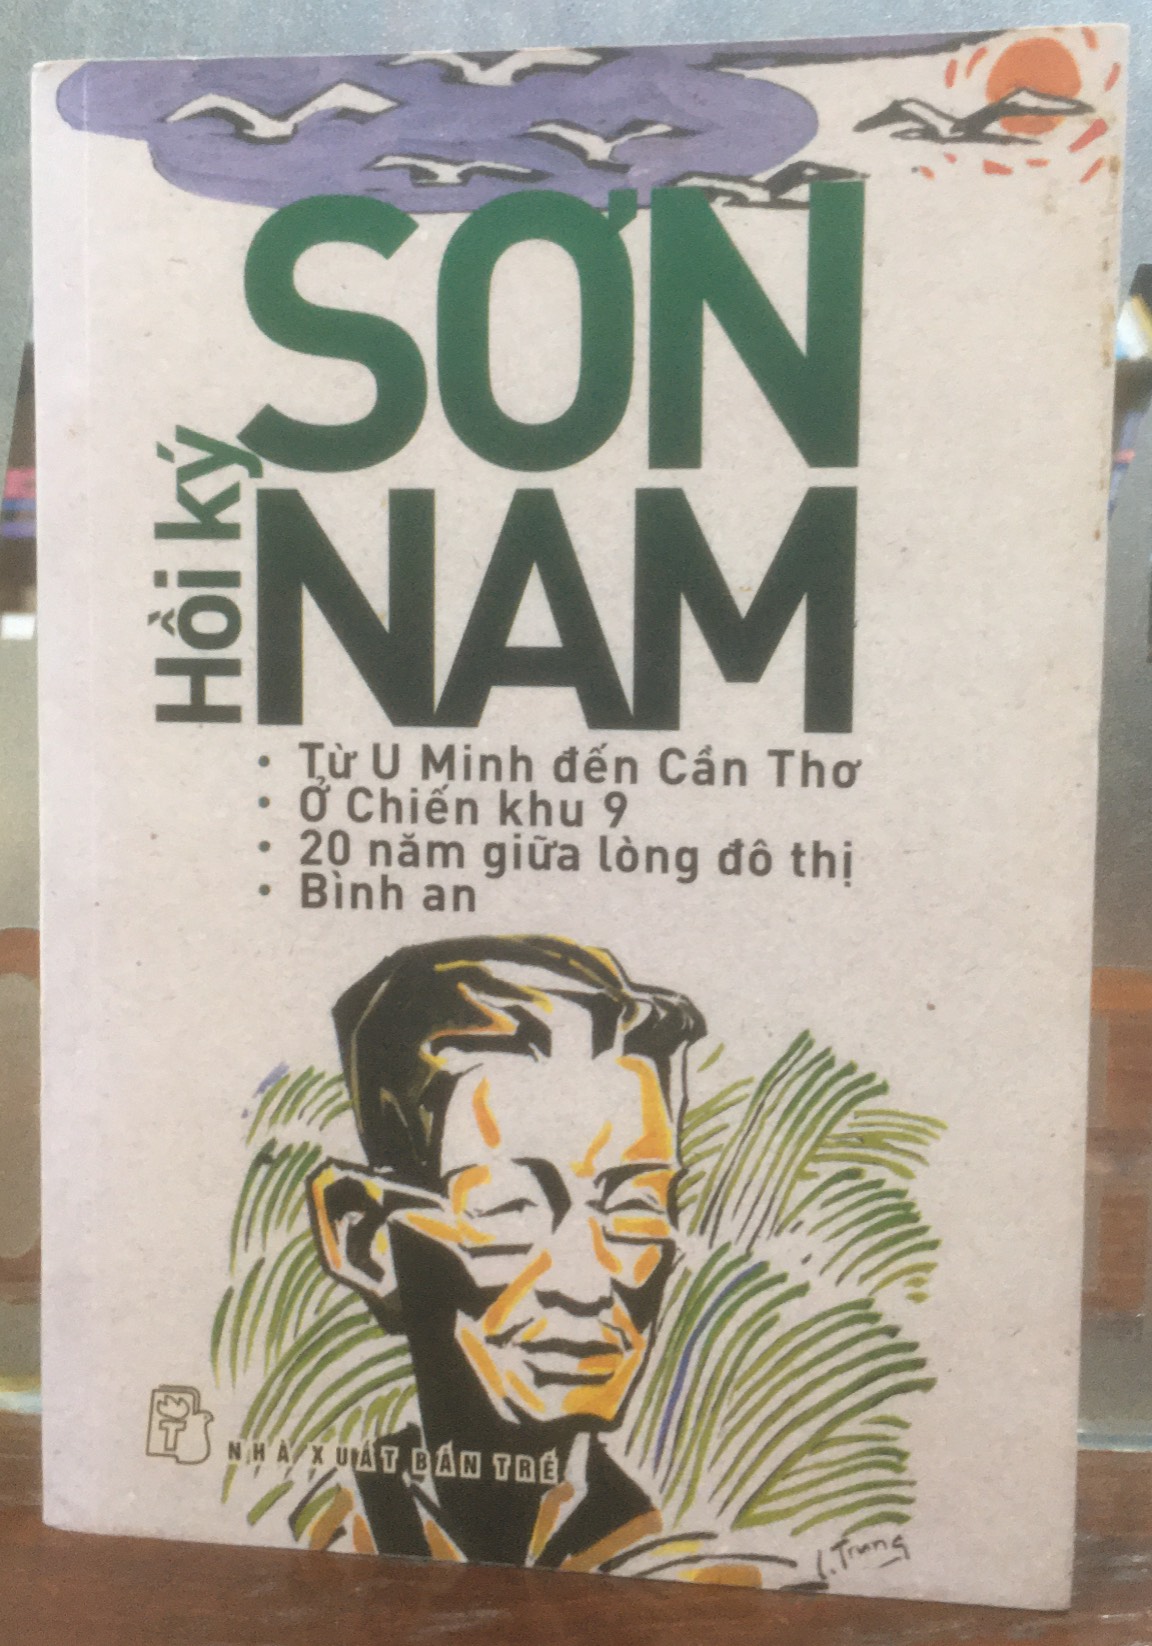 Hồi ký
SƠN
NAM
• Từ U Minh đến Cần Thơ
• Ở Chiến khu 9
• 20 năm giữa lòng đô thị
• Bình an
T
NHÀ XUẤT BẢN TRẺ
L.Trung